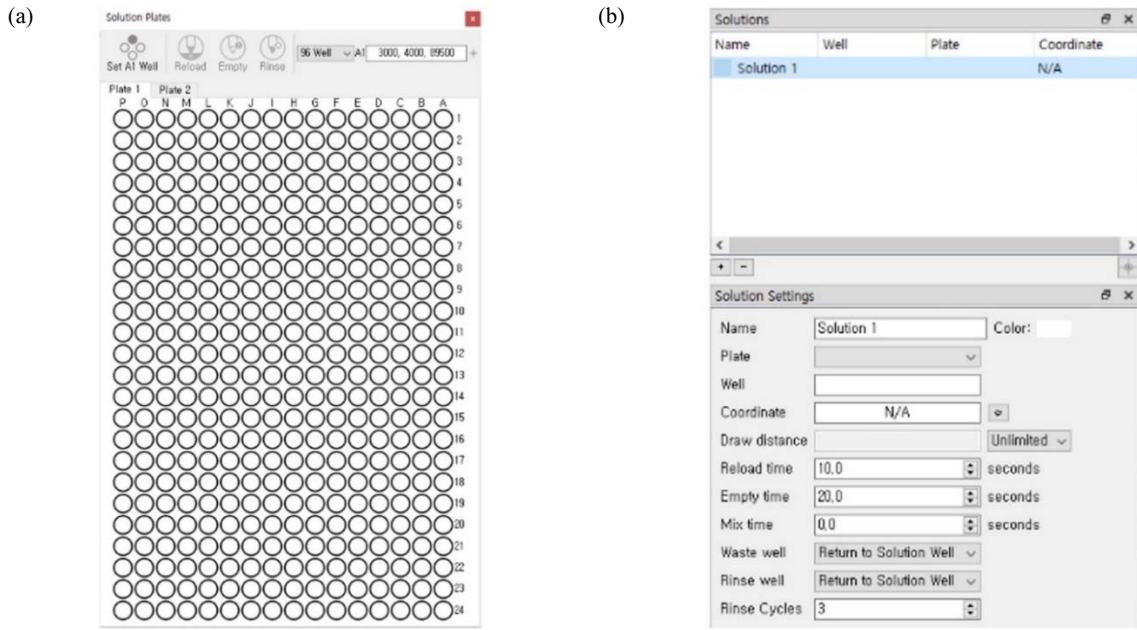 (a)
Solution Plates
Set A1 Well Reload Empty Rinse 96 Well A1 3000, 4000, 89500
Plate 1 Plate 2
P O N M L K J I H G F E D C B A
1
2
3
4
5
6
7
8
9
10
11
12
13
14
15
16
17
18
19
20
21
22
23
24
(b)
Solutions
Name Well Plate Coordinate
Solution 1 N/A
+ -
Solution Settings
Name Solution 1 Color:
Plate
Well
Coordinate N/A
Draw distance Unlimited
Reload time 10,0 seconds
Empty time 20,0 seconds
Mix time 0,0 seconds
Waste well Return to Solution Well
Rinse well Return to Solution Well
Rinse Cycles 3